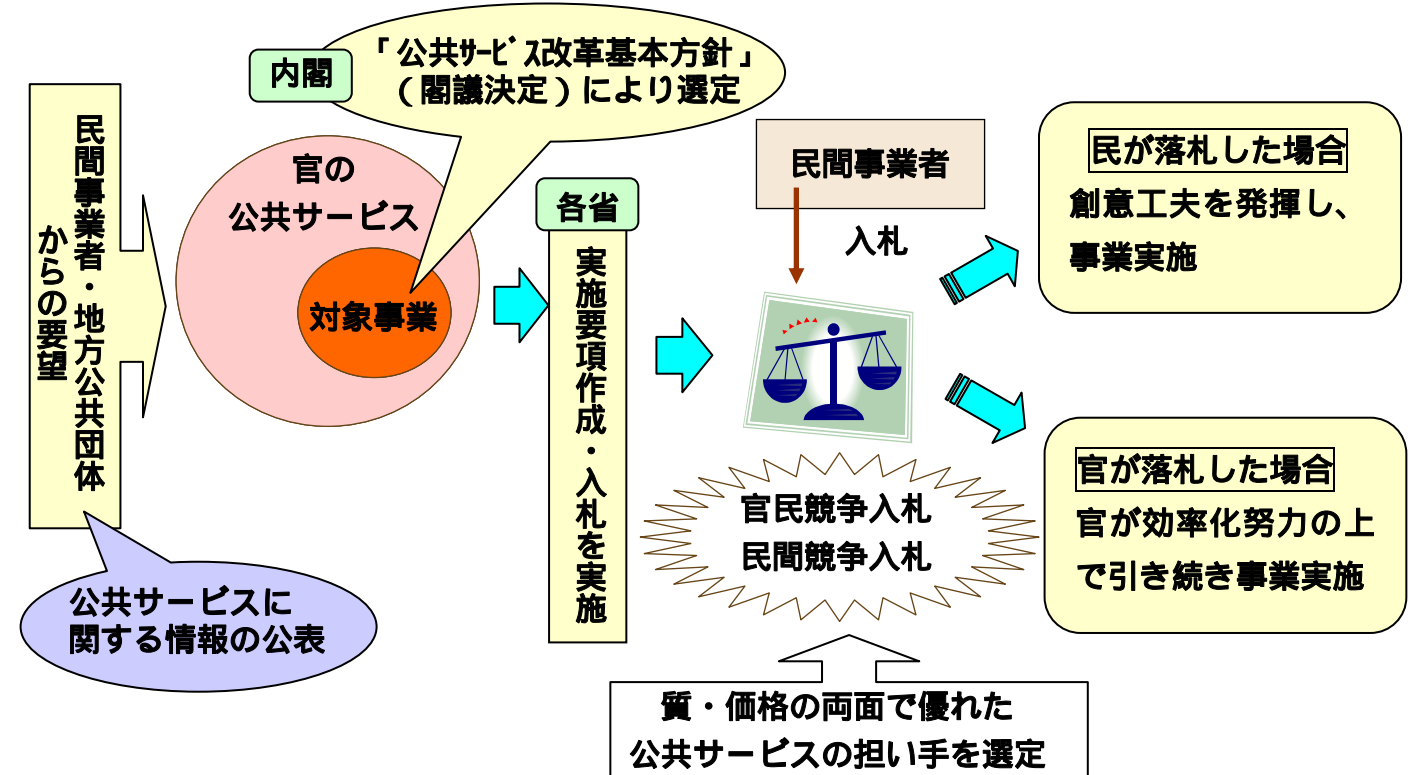 民間事業者・地方公共団体
からの要望
公共サービスに
関する情報の公表
内閣
「公共ｻｰﾋﾞｽ改革基本方針」
（閣議決定）により選定
官の
公共サービス
対象事業
各省
実施要項作成・入札を実施
民間事業者
入札
官民競争入札
民間競争入札
質・価格の両面で優れた
公共サービスの担い手を選定
民が落札した場合
創意工夫を発揮し、
事業実施
官が落札した場合
官が効率化努力の上
で引き続き事業実施